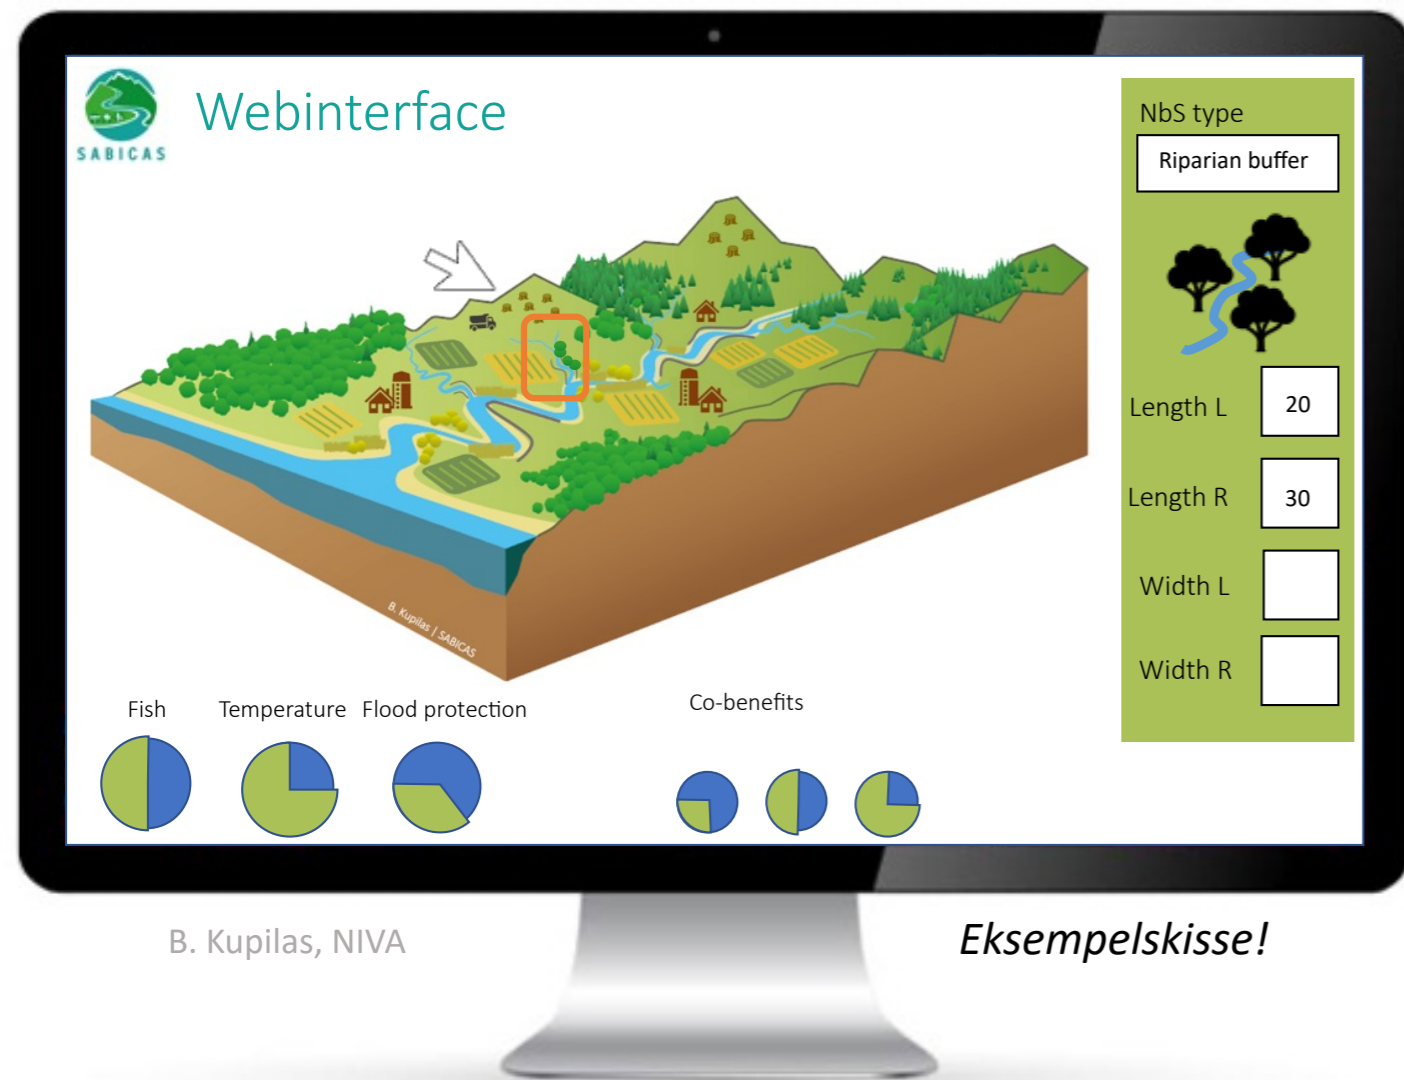 SABICAS
Webinterface
NbS type
Riparian buffer
Length L
20
Length R
30
Width L
Width R
B. Kupilas | SABICAS
Fish
Temperature
Flood protection
Co-benefits
B. Kupilas, NIVA
Eksempelskisse!